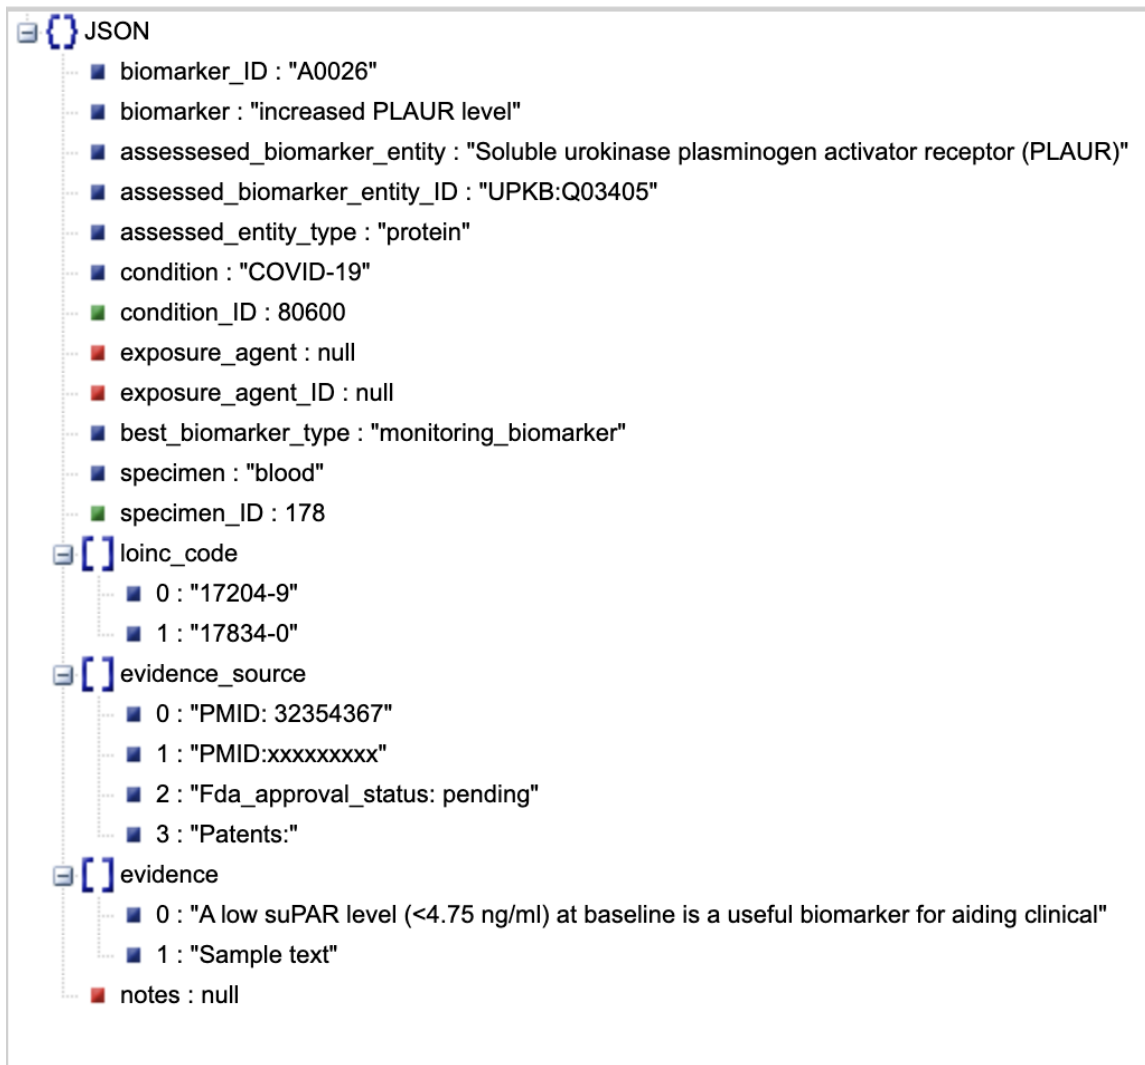 JSON
biomarker_ID : "A0026"
biomarker : "increased PLAUR level"
assessesed_biomarker_entity : "Soluble urokinase plasminogen activator receptor (PLAUR)"
assessed_biomarker_entity_ID : "UPKB:Q03405"
assessed_entity_type : "protein"
condition : "COVID-19"
condition_ID : 80600
exposure_agent : null
exposure_agent_ID : null
best_biomarker_type : "monitoring_biomarker"
specimen : "blood"
specimen_ID : 178
loinc_code
0 : "17204-9"
1 : "17834-0"
evidence_source
0 : "PMID: 32354367"
1 : "PMID:xxxxxxxxx"
2 : "Fda_approval_status: pending"
3 : "Patents:"
evidence
0 : "A low suPAR level (<4.75 ng/ml) at baseline is a useful biomarker for aiding clinical"
1 : "Sample text"
notes : null